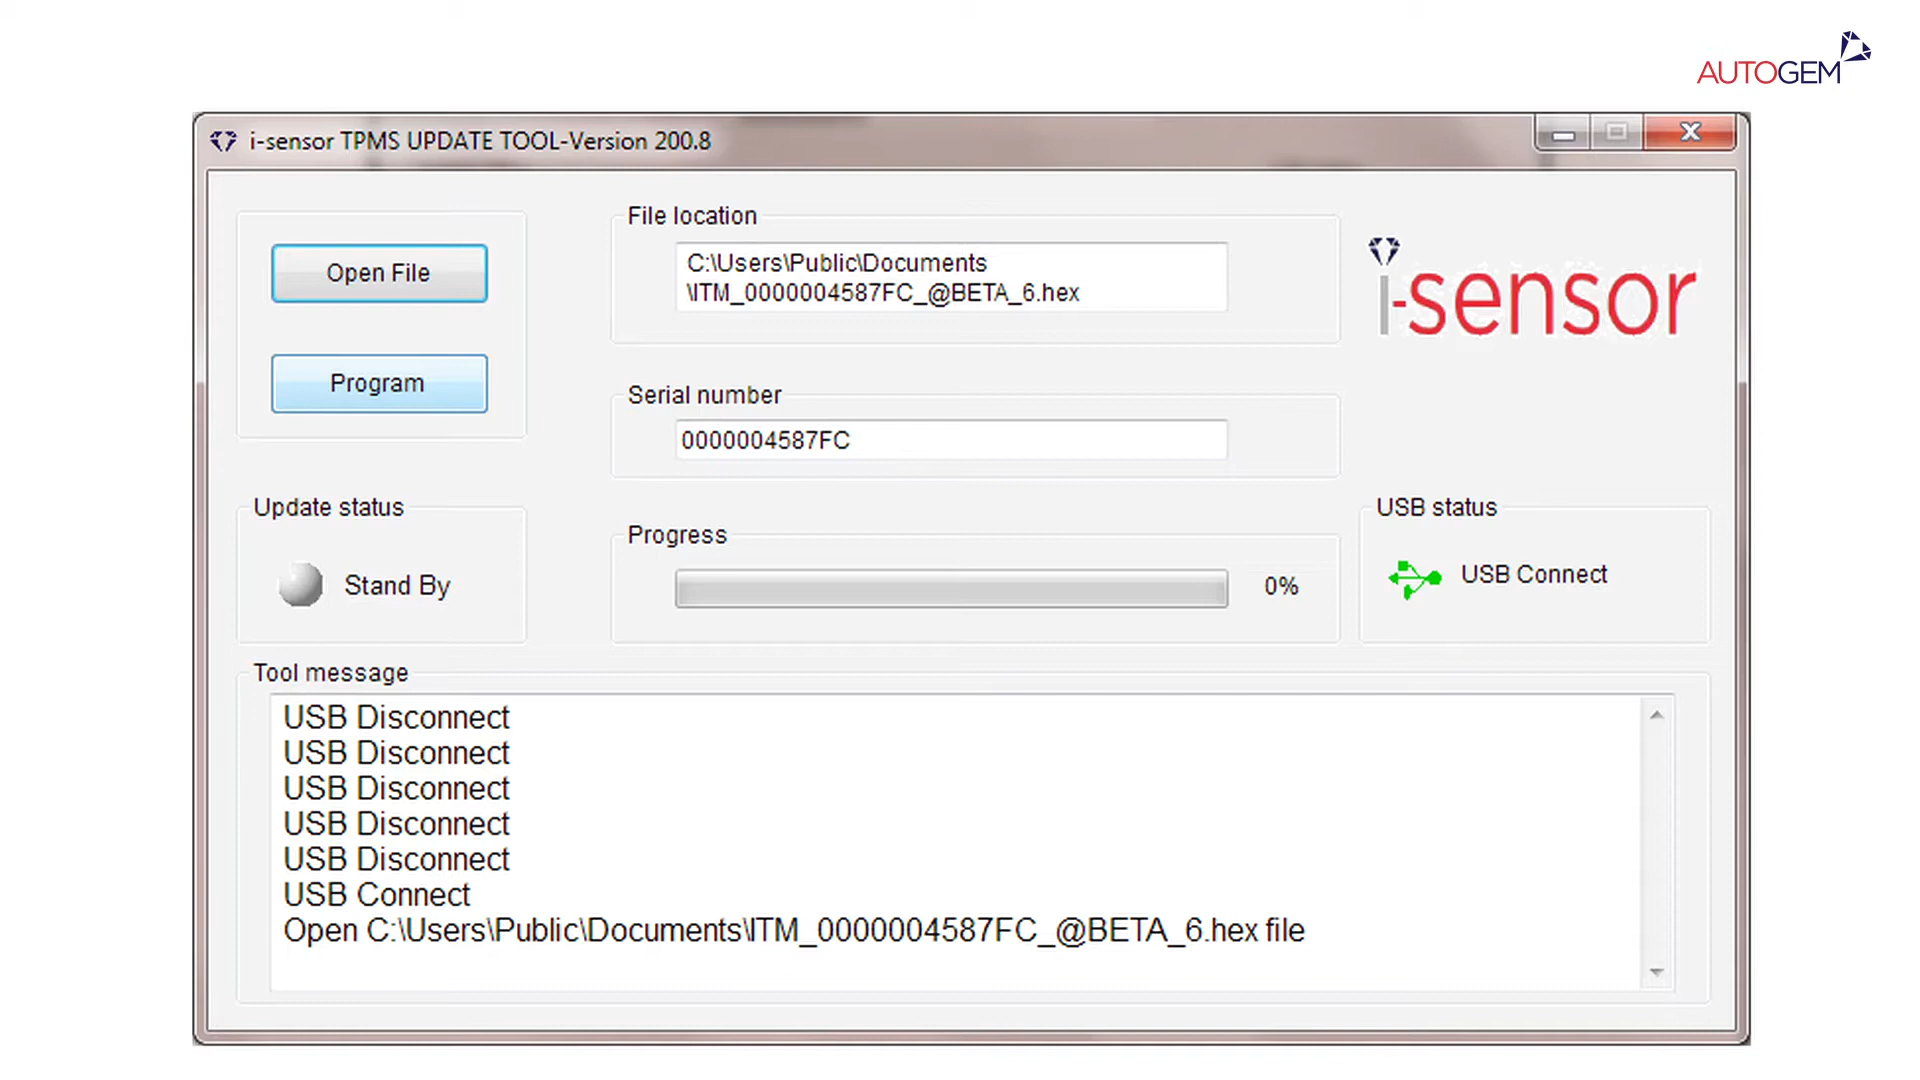 AUTOGEM
i-sensor TPMS UPDATE TOOL-Version 200.8
Open File
Program
File location
C:\Users\Public\Documents
\ITM_0000004587FC_@BETA_6.hex
i-sensor
Serial number
0000004587FC
Update status
Stand By
Progress
0%
USB status
USB Connect
Tool message
USB Disconnect
USB Disconnect
USB Disconnect
USB Disconnect
USB Disconnect
USB Connect
Open C:\Users\Public\Documents\ITM_0000004587FC_@BETA_6.hex file